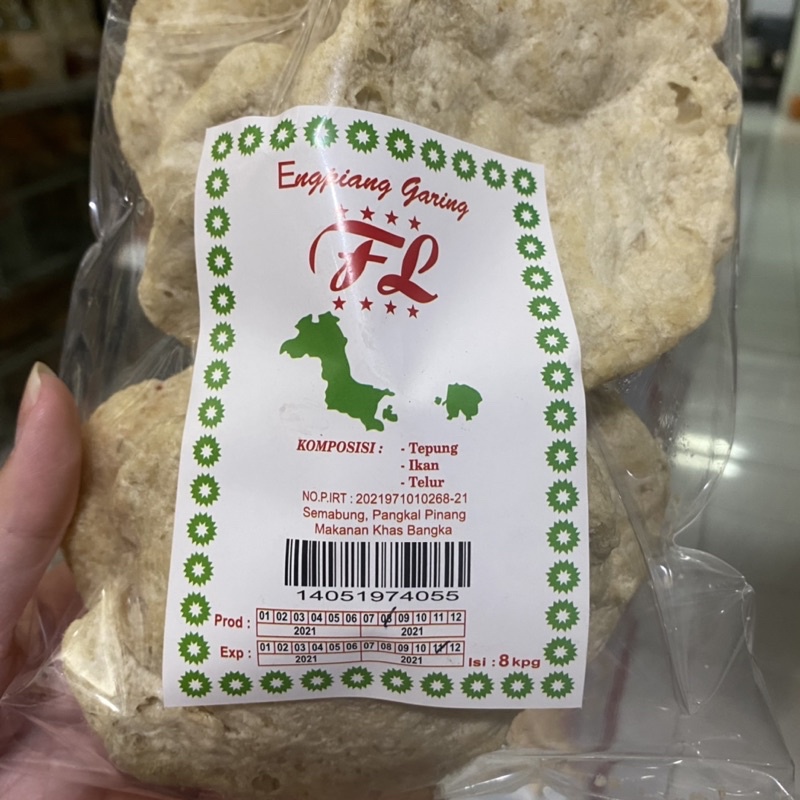 Engpiang Garing
FL
KOMPOSISI : - Tepung
- Ikan
- Telur
NO.P.IRT : 2021971010268-21
Semabung, Pangkal Pinang
Makanan Khas Bangka
14051974055
Prod : 01 02 03 04 05 06 07 08 09 10 11 12
2021 2021
Exp : 01 02 03 04 05 06 07 08 09 10 11 12
2021 2021
Isi : 8 kpg